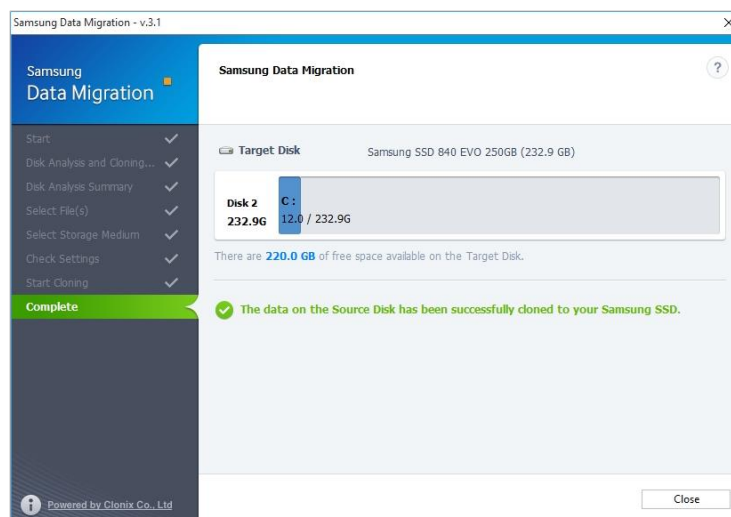 Samsung Data Migration - v.3.1
Samsung
Data Migration
Start
Disk Analysis and Cloning...
Disk Analysis Summary
Select File(s)
Select Storage Medium
Check Settings
Start Cloning
Complete
Powered by Clonix Co., Ltd
Samsung Data Migration
?
Target Disk Samsung SSD 840 EVO 250GB (232.9 GB)
Disk 2
232.9G
C :
12.0 / 232.9G
There are 220.0 GB of free space available on the Target Disk.
The data on the Source Disk has been successfully cloned to your Samsung SSD.
Close